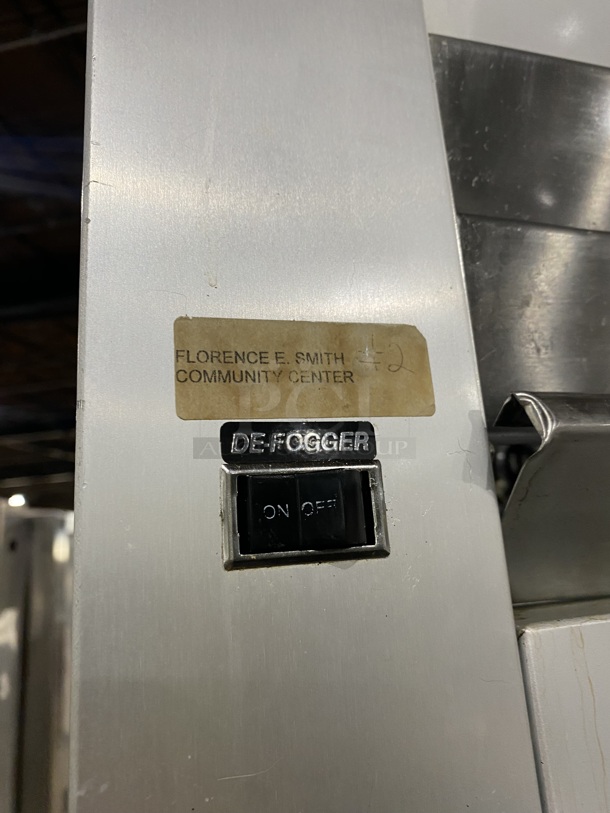 FLORENCE E. SMITH #2
COMMUNITY CENTER
DE-FOGGER
ON OFF